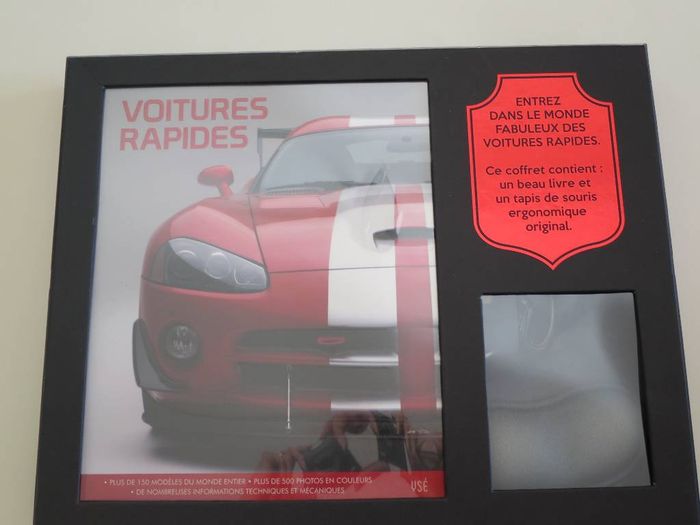 VOITURES
RAPIDES
ENTREZ
DANS LE MONDE
FABULEUX DES
VOITURES RAPIDES.
Ce coffret contient :
un beau livre et
un tapis de souris
ergonomique
original.
• PLUS DE 150 MODÈLES DU MONDE ENTIER • PLUS DE 500 PHOTOS EN COULEURS
• DE NOMBREUSES INFORMATIONS TECHNIQUES ET MÉCANIQUES
YSÉ